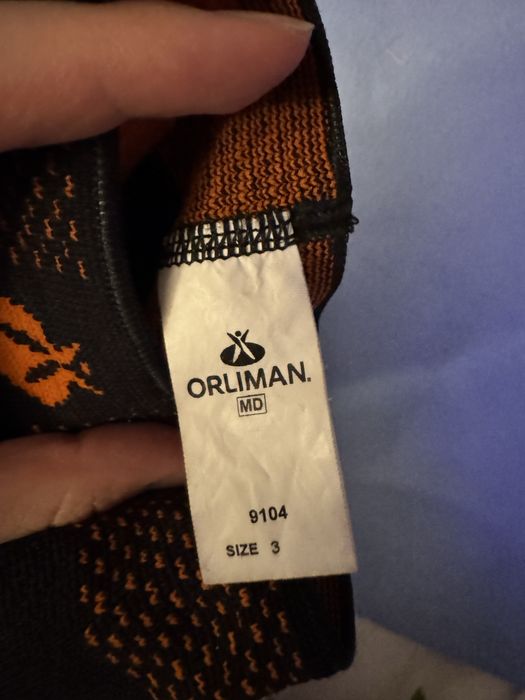 ORLIMAN.
MD
9104
SIZE 3